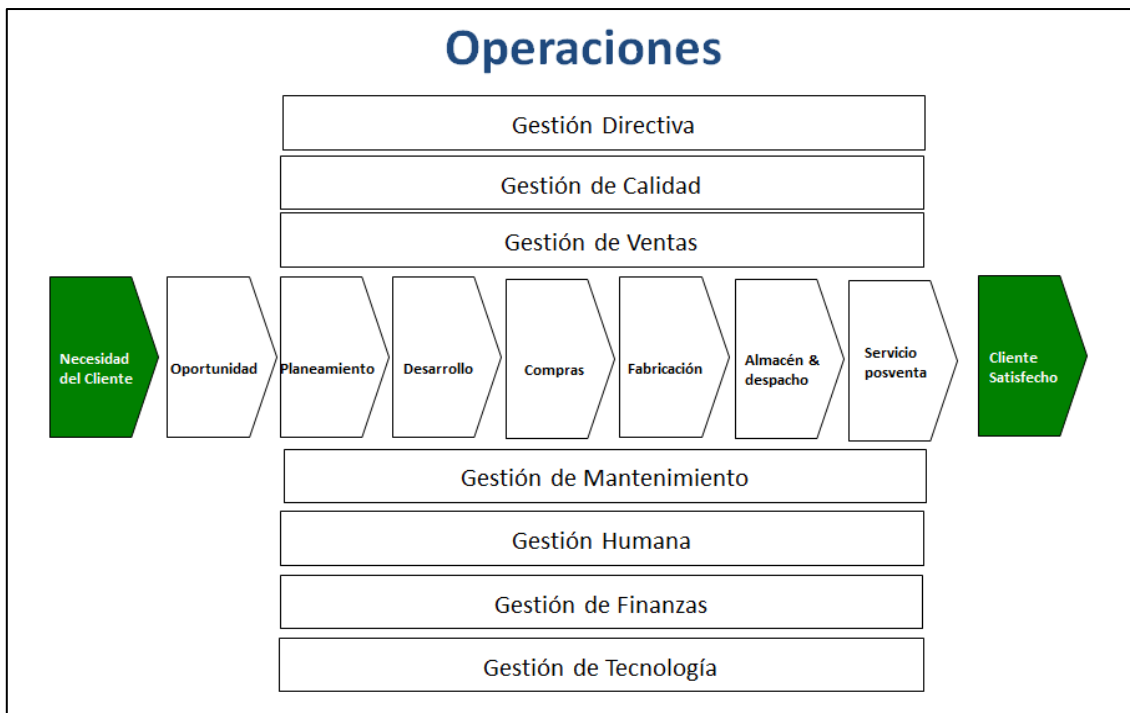 Operaciones
Gestión Directiva
Gestión de Calidad
Gestión de Ventas
Necesidad
del Cliente
Oportunidad
Planeamiento
Desarrollo
Compras
Fabricación
Almacén &
despacho
Servicio
posventa
Cliente
Satisfecho
Gestión de Mantenimiento
Gestión Humana
Gestión de Finanzas
Gestión de Tecnología